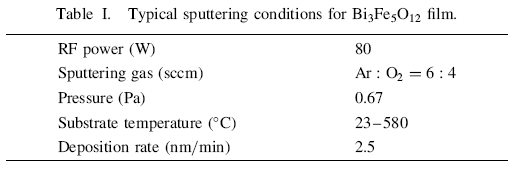 Table I. Typical sputtering conditions for Bi₃Fe₅O₁₂ film.
RF power (W) 80
Sputtering gas (sccm) Ar : O₂ = 6 : 4
Pressure (Pa) 0.67
Substrate temperature (°C) 23–580
Deposition rate (nm/min) 2.5